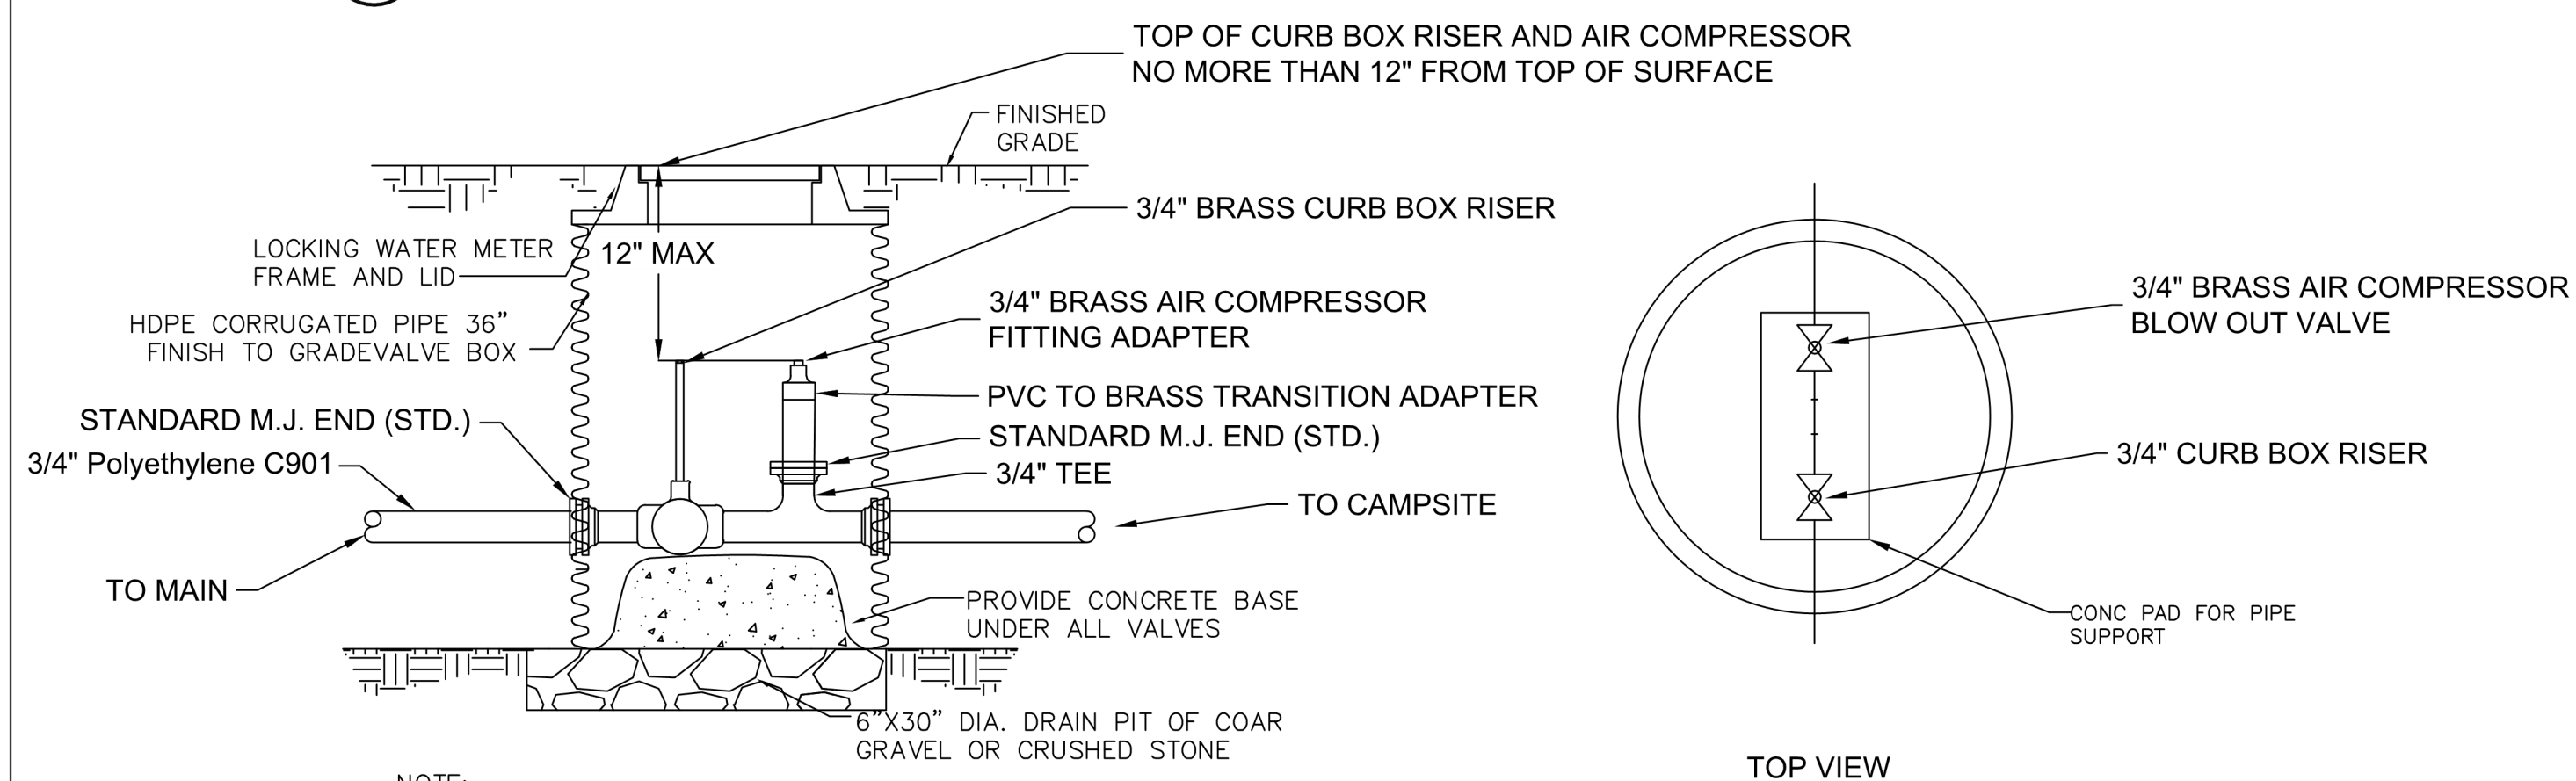 TOP OF CURB BOX RISER AND AIR COMPRESSOR
NO MORE THAN 12" FROM TOP OF SURFACE
FINISHED
GRADE
3/4" BRASS CURB BOX RISER
LOCKING WATER METER
FRAME AND LID
12" MAX
3/4" BRASS AIR COMPRESSOR
FITTING ADAPTER
HDPE CORRUGATED PIPE 36”
FINISH TO GRADEVALVE BOX
PVC TO BRASS TRANSITION ADAPTER
STANDARD M.J. END (STD.)
STANDARD M.J. END (STD.)
3/4" Polyethylene C901
3/4" TEE
TO CAMPSITE
TO MAIN
PROVIDE CONCRETE BASE
UNDER ALL VALVES
6”X30” DIA. DRAIN PIT OF COAR
GRAVEL OR CRUSHED STONE
NOTE:
3/4" BRASS AIR COMPRESSOR
BLOW OUT VALVE
3/4" CURB BOX RISER
CONC PAD FOR PIPE
SUPPORT
TOP VIEW